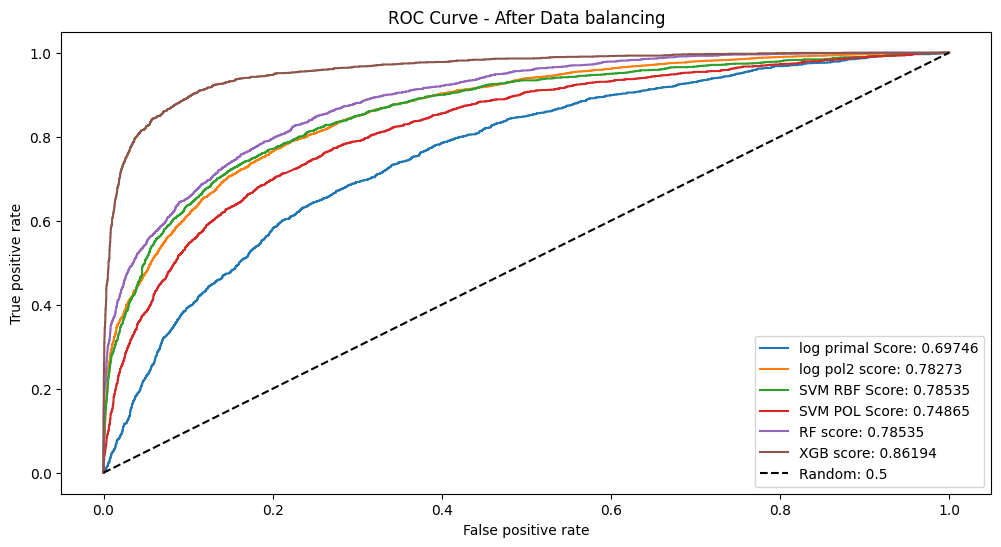 ROC Curve - After Data balancing
True positive rate
1.0
0.8
0.6
0.4
0.2
0.0
0.0
0.2
0.4
0.6
0.8
1.0
False positive rate
log primal Score: 0.69746
log pol2 score: 0.78273
SVM RBF Score: 0.78535
SVM POL Score: 0.74865
RF score: 0.78535
XGB score: 0.86194
Random: 0.5